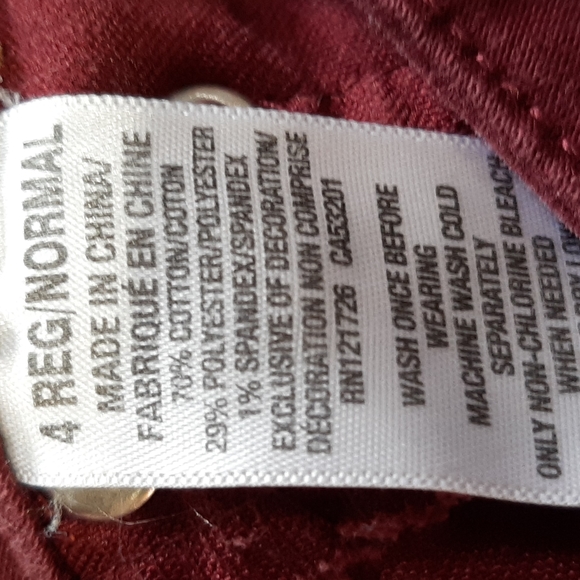 4 REG/NORMAL
MADE IN CHINA/
FABRIQUÉ EN CHINE
70% COTTON/COTON
29% POLYESTER/POLYESTER
1% SPANDEX/SPANDEX
EXCLUSIVE OF DECORATION/
DÉCORATION NON COMPRISE
RN121726 CA53201
WASH ONCE BEFORE
WEARING
MACHINE WASH COLD
SEPARATELY
ONLY NON-CHLORINE BLEACH
WHEN NEEDED